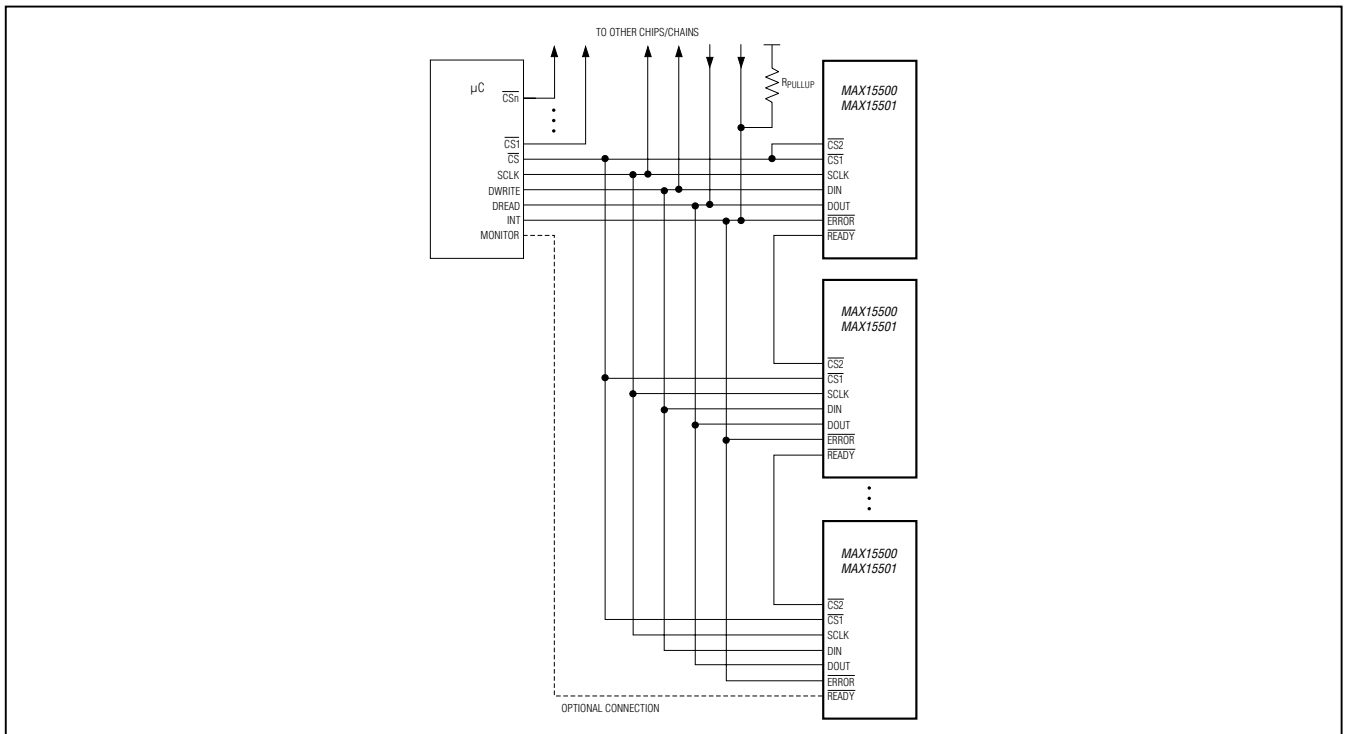 TO OTHER CHIPS/CHAINS
µC
CSn
CS1
CS
SCLK
DWRITE
DREAD
INT
MONITOR
RPULLUP
MAX15500
MAX15501
CS2
CS1
SCLK
DIN
DOUT
ERROR
READY
MAX15500
MAX15501
CS2
CS1
SCLK
DIN
DOUT
ERROR
READY
MAX15500
MAX15501
CS2
CS1
SCLK
DIN
DOUT
ERROR
READY
OPTIONAL CONNECTION